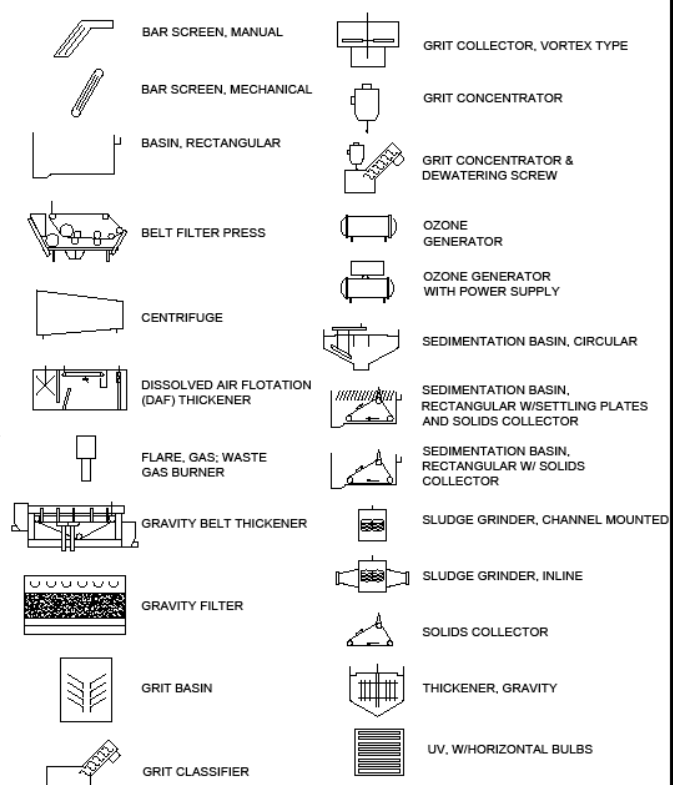 BAR SCREEN, MANUAL
BAR SCREEN, MECHANICAL
BASIN, RECTANGULAR
BELT FILTER PRESS
CENTRIFUGE
DISSOLVED AIR FLOTATION
(DAF) THICKENER
FLARE, GAS; WASTE
GAS BURNER
GRAVITY BELT THICKENER
GRAVITY FILTER
GRIT BASIN
GRIT CLASSIFIER
GRIT COLLECTOR, VORTEX TYPE
GRIT CONCENTRATOR
GRIT CONCENTRATOR &
DEWATERING SCREW
OZONE
GENERATOR
OZONE GENERATOR
WITH POWER SUPPLY
SEDIMENTATION BASIN, CIRCULAR
SEDIMENTATION BASIN,
RECTANGULAR W/SETTLING PLATES
AND SOLIDS COLLECTOR
SEDIMENTATION BASIN,
RECTANGULAR W/ SOLIDS
COLLECTOR
SLUDGE GRINDER, CHANNEL MOUNTED
SLUDGE GRINDER, INLINE
SOLIDS COLLECTOR
THICKENER, GRAVITY
UV, W/HORIZONTAL BULBS